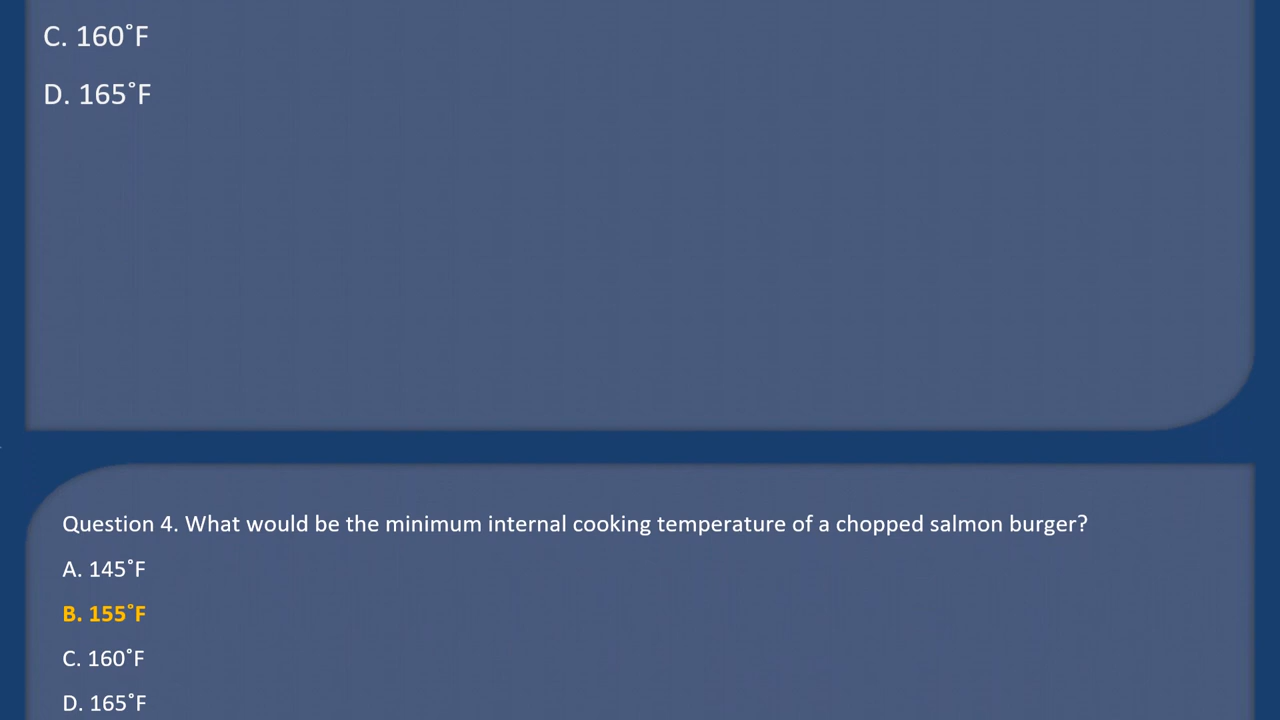 C. 160˚F
D. 165˚F
Question 4. What would be the minimum internal cooking temperature of a chopped salmon burger?
A. 145˚F
B. 155˚F
C. 160˚F
D. 165˚F